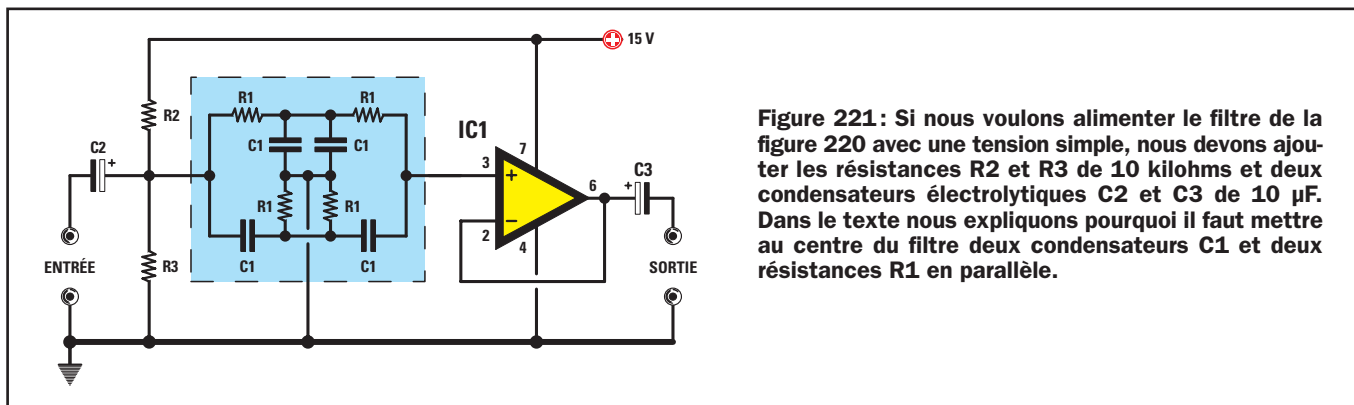 15 V
R2
R1
R1
IC1
C2
+
C1
C1
3
+
7
6
+
C3
R1
R1
2
−
4
ENTRÉE
R3
C1
C1
SORTIE
Figure 221: Si nous voulons alimenter le filtre de la
figure 220 avec une tension simple, nous devons ajou-
ter les résistances R2 et R3 de 10 kilohms et deux
condensateurs électrolytiques C2 et C3 de 10 µF.
Dans le texte nous expliquons pourquoi il faut mettre
au centre du filtre deux condensateurs C1 et deux
résistances R1 en parallèle.